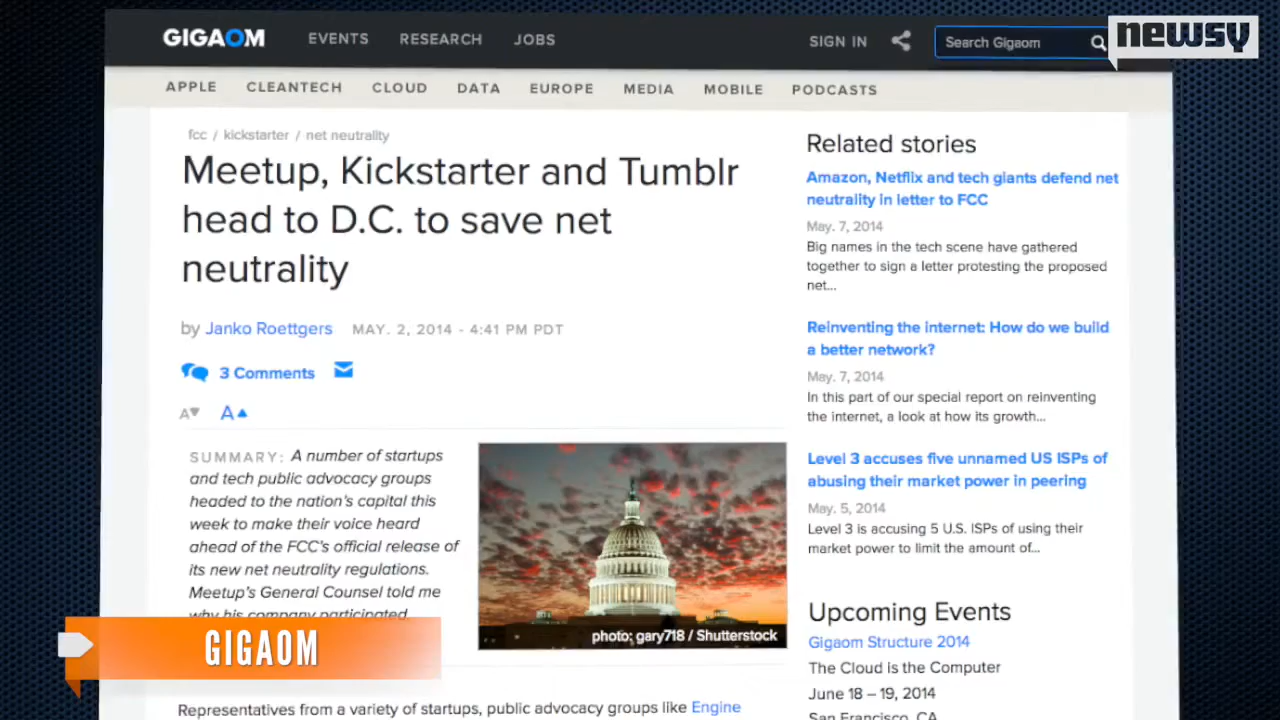 newsy
GIGAOM
EVENTS RESEARCH JOBS
SIGN IN
Search Gigaom
APPLE CLEANTECH CLOUD DATA EUROPE MEDIA MOBILE PODCASTS
fcc / kickstarter / net neutrality
Meetup, Kickstarter and Tumblr
head to D.C. to save net
neutrality
by Janko Roettgers MAY. 2, 2014 - 4:41 PM PDT
3 Comments
A▼ A▲
SUMMARY: A number of startups
and tech public advocacy groups
headed to the nation's capital this
week to make their voice heard
ahead of the FCC's official release of
its new net neutrality regulations.
Meetup's General Counsel told me
why his company participated.
photo: gary718 / Shutterstock
Representatives from a variety of startups, public advocacy groups like Engine
Related stories
Amazon, Netflix and tech giants defend net
neutrality in letter to FCC
May. 7, 2014
Big names in the tech scene have gathered
together to sign a letter protesting the proposed
net...
Reinventing the internet: How do we build
a better network?
May. 7, 2014
In this part of our special report on reinventing
the internet, a look at how its growth...
Level 3 accuses five unnamed US ISPs of
abusing their market power in peering
May. 5, 2014
Level 3 is accusing 5 U.S. ISPs of using their
market power to limit the amount of...
Upcoming Events
Gigaom Structure 2014
The Cloud is the Computer
June 18 – 19, 2014
San Francisco, CA
GIGAOM